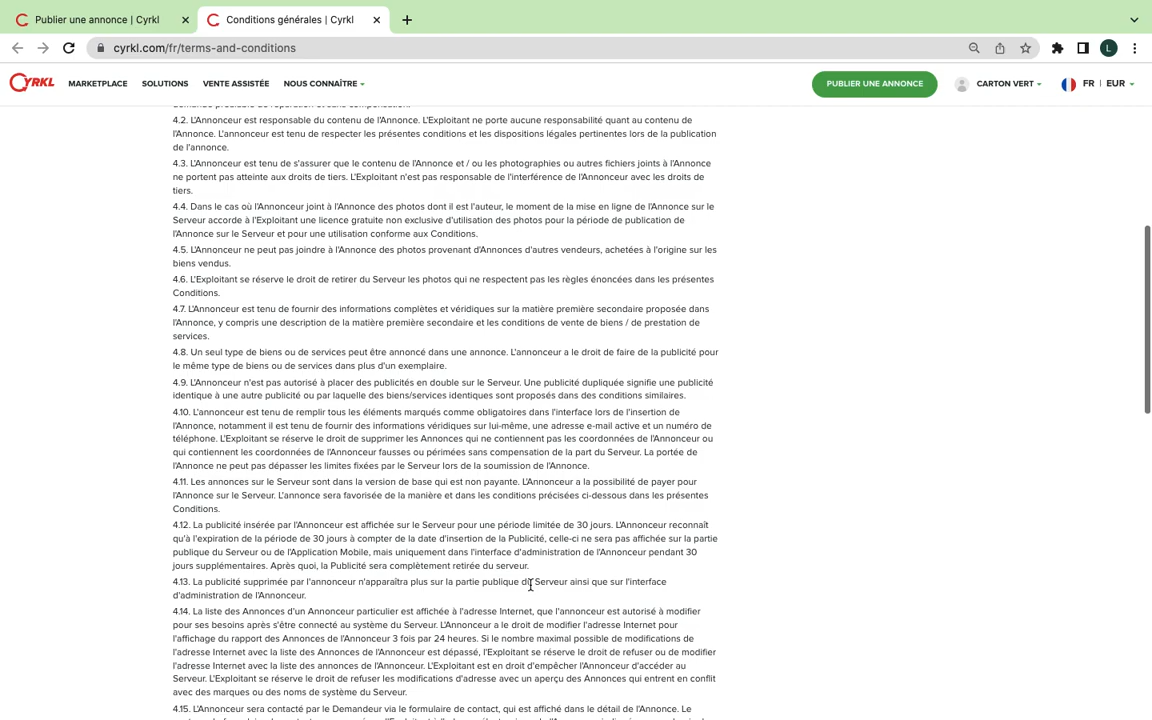 Publier une annonce | Cyrkl
Conditions générales | Cyrkl
cyrkl.com/fr/terms-and-conditions
L
CYRKL
MARKETPLACE
SOLUTIONS
VENTE ASSISTÉE
NOUS CONNAÎTRE
PUBLIER UNE ANNONCE
CARTON VERT
FR | EUR
4.2. L'Annonceur est responsable du contenu de l'Annonce. L'Exploitant ne porte aucune responsabilité quant au contenu de
l'Annonce. L'annonceur est tenu de respecter les présentes conditions et les dispositions légales pertinentes lors de la publication
de l'annonce.
4.3. L'Annonceur est tenu de s'assurer que le contenu de l'Annonce et / ou les photographies ou autres fichiers joints à l'Annonce
ne portent pas atteinte aux droits de tiers. L'Exploitant n'est pas responsable de l'interférence de l'Annonceur avec les droits de
tiers.
4.4. Dans le cas où l'Annonceur joint à l'Annonce des photos dont il est l'auteur, le moment de la mise en ligne de l'Annonce sur le
Serveur accorde à l'Exploitant une licence gratuite non exclusive d'utilisation des photos pour la période de publication de
l'Annonce sur le Serveur et pour une utilisation conforme aux Conditions.
4.5. L'Annonceur ne peut pas joindre à l'Annonce des photos provenant d'Annonces d'autres vendeurs, achetées à l'origine sur les
biens vendus.
4.6. L'Exploitant se réserve le droit de retirer du Serveur les photos qui ne respectent pas les règles énoncées dans les présentes
Conditions.
4.7. L'Annonceur est tenu de fournir des informations complètes et véridiques sur la matière première secondaire proposée dans
l'Annonce, y compris une description de la matière première secondaire et les conditions de vente de biens / de prestation de
services.
4.8. Un seul type de biens ou de services peut être annoncé dans une annonce. L'annonceur a le droit de faire de la publicité pour
le même type de biens ou de services dans plus d'un exemplaire.
4.9. L'Annonceur n'est pas autorisé à placer des publicités en double sur le Serveur. Une publicité dupliquée signifie une publicité
identique à une autre publicité ou par laquelle des biens/services identiques sont proposés dans des conditions similaires.
4.10. L'annonceur est tenu de remplir tous les éléments marqués comme obligatoires dans l'interface lors de l'insertion de
l'Annonce, notamment il est tenu de fournir des informations véridiques sur lui-même, une adresse e-mail active et un numéro de
téléphone. L'Exploitant se réserve le droit de supprimer les Annonces qui ne contiennent pas les coordonnées de l'Annonceur ou
qui contiennent les coordonnées de l'Annonceur fausses ou périmées sans compensation de la part du Serveur. La portée de
l'Annonce ne peut pas dépasser les limites fixées par le Serveur lors de la soumission de l'Annonce.
4.11. Les annonces sur le Serveur sont dans la version de base qui est non payante. L'Annonceur a la possibilité de payer pour
l'Annonce sur le Serveur. L'annonce sera favorisée de la manière et dans les conditions précisées ci-dessous dans les présentes
Conditions.
4.12. La publicité insérée par l'Annonceur est affichée sur le Serveur pour une période limitée de 30 jours. L'Annonceur reconnaît
qu'à l'expiration de la période de 30 jours à compter de la date d'insertion de la Publicité, celle-ci ne sera pas affichée sur la partie
publique du Serveur ou de l'Application Mobile, mais uniquement dans l'interface d'administration de l'Annonceur pendant 30
jours supplémentaires. Après quoi, la Publicité sera complètement retirée du serveur.
4.13. La publicité supprimée par l'annonceur n'apparaîtra plus sur la partie publique du Serveur ainsi que sur l'interface
d'administration de l'Annonceur.
4.14. La liste des Annonces d'un Annonceur particulier est affichée à l'adresse Internet, que l'annonceur est autorisé à modifier
pour ses besoins après s'être connecté au système du Serveur. L'Annonceur a le droit de modifier l'adresse Internet pour
l'affichage du rapport des Annonces de l'Annonceur 3 fois par 24 heures. Si le nombre maximal possible de modifications de
l'adresse Internet avec la liste des Annonces de l'Annonceur est dépassé, l'Exploitant se réserve le droit de refuser ou de modifier
l'adresse Internet avec la liste des annonces de l'Annonceur. L'Exploitant est en droit d'empêcher l'Annonceur d'accéder au
Serveur. L'Exploitant se réserve le droit de refuser les modifications d'adresse avec un aperçu des Annonces qui entrent en conflit
avec des marques ou des noms de système du Serveur.
4.15. L'Annonceur sera contacté par le Demandeur via le formulaire de contact, qui est affiché dans le détail de l'Annonce. Le